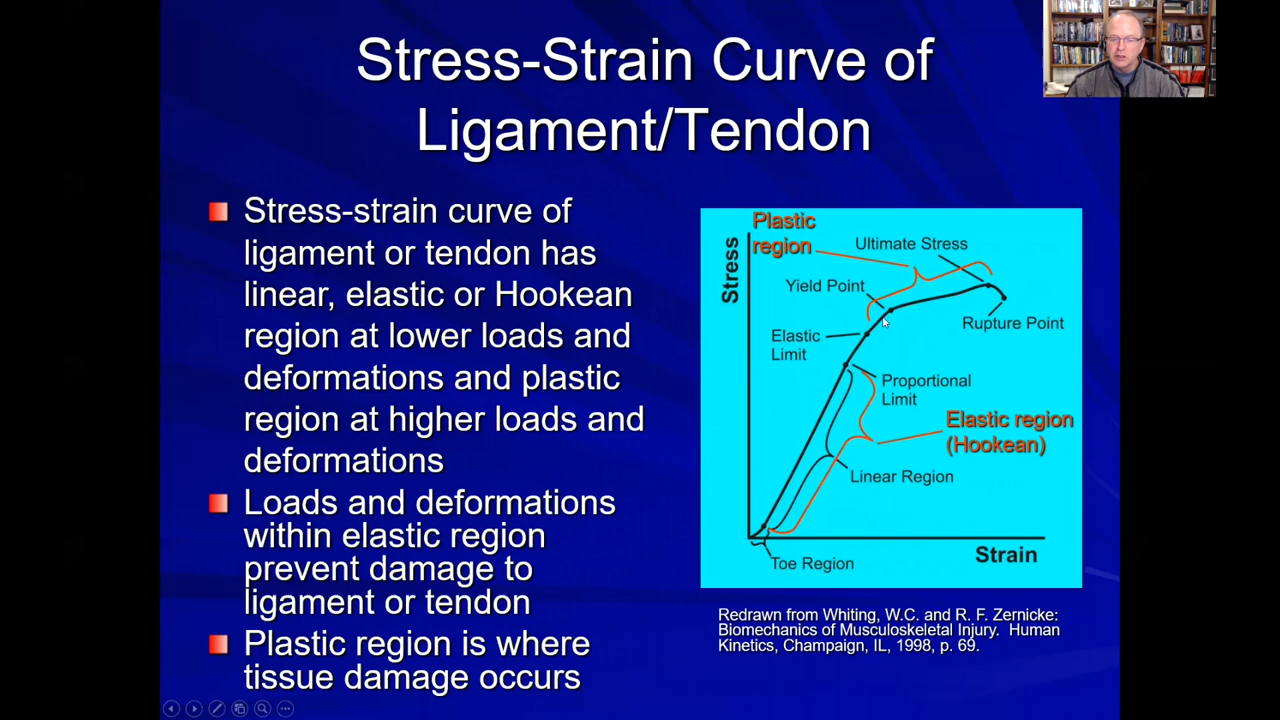 Stress-Strain Curve of
Ligament/Tendon
Stress-strain curve of
ligament or tendon has
linear, elastic or Hookean
region at lower loads and
deformations and plastic
region at higher loads and
deformations
Loads and deformations
within elastic region
prevent damage to
ligament or tendon
Plastic region is where
tissue damage occurs
Plastic
region
Ultimate Stress
Stress
Yield Point
Rupture Point
Elastic
Limit
Proportional
Limit
Elastic region
(Hookean)
Linear Region
Strain
Toe Region
Redrawn from Whiting, W.C. and R. F. Zernicke:
Biomechanics of Musculoskeletal Injury. Human
Kinetics, Champaign, IL, 1998, p. 69.